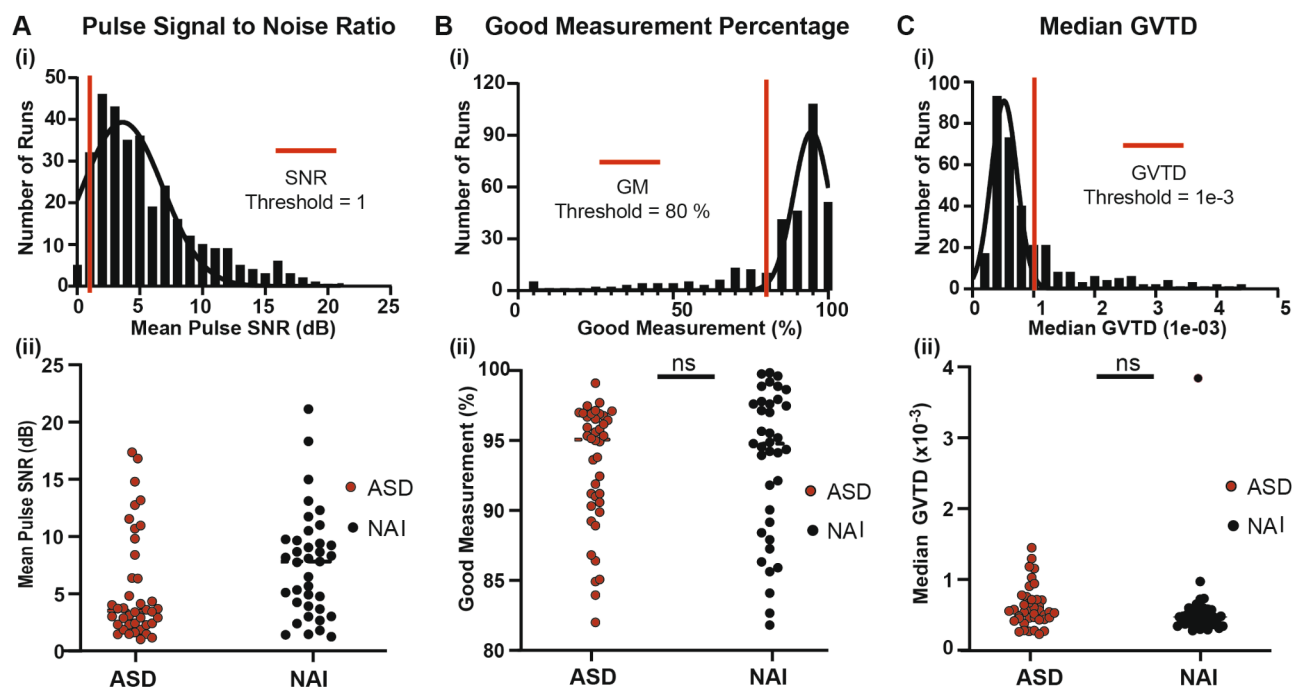 A Pulse Signal to Noise Ratio
(i)
Number of Runs
50
40
30
20
10
0
SNR
Threshold = 1
0 5 10 15 20 25
Mean Pulse SNR (dB)
(ii)
Mean Pulse SNR (dB)
25
20
15
10
5
0
ASD
NAI
ASD NAI
B Good Measurement Percentage
(i)
Number of Runs
120
90
60
30
0
GM
Threshold = 80 %
0 50 100
Good Measurement (%)
(ii)
ns
Good Measurement (%)
100
95
90
85
80
ASD
NAI
ASD NAI
C Median GVTD
(i)
Number of Runs
100
80
60
40
20
0
GVTD
Threshold = 1e-3
0 1 2 3 4 5
Median GVTD (1e-03)
(ii)
ns
Median GVTD (x10-3)
4
3
2
1
0
ASD
NAI
ASD NAI